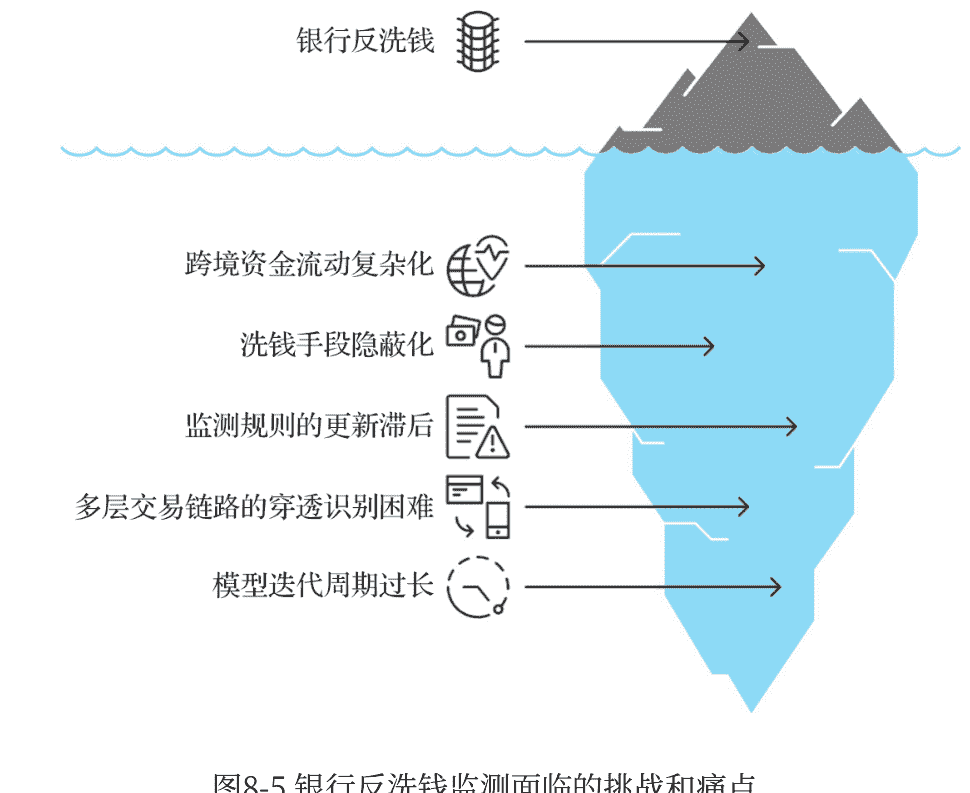 银行反洗钱
跨境资金流动复杂化
洗钱手段隐蔽化
监测规则的更新滞后
多层交易链路的穿透识别困难
模型迭代周期过长
图8-5 银行反洗钱监测面临的挑战和痛点